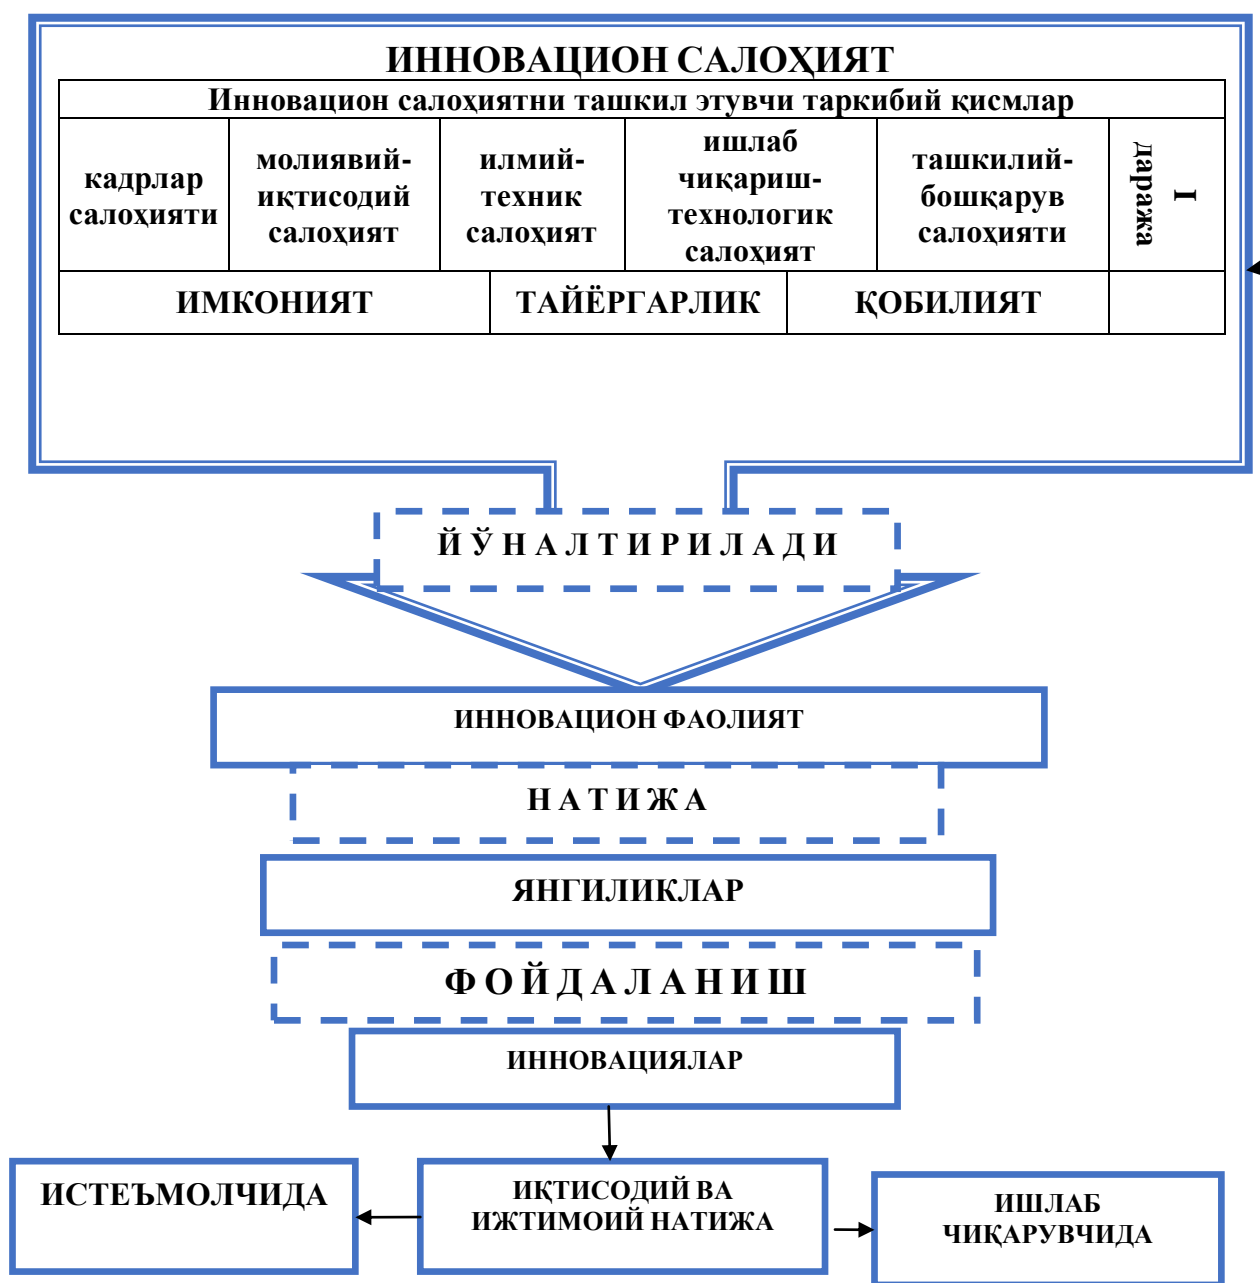 ИННОВАЦИОН САЛОҲИЯТ
Инновацион салоҳиятни ташкил этувчи таркибий қисмлар
кадрлар
салоҳияти
молиявий-
иқтисодий
салоҳият
илмий-
техник
салоҳият
ишлаб
чиқариш-
технологик
салоҳият
ташкилий-
бошқарув
салоҳияти
I
даража
ИМКОНИЯТ
ТАЙЁРГАРЛИК
ҚОБИЛИЯТ
Й Ў Н А Л Т И Р И Л А Д И
ИННОВАЦИОН ФАОЛИЯТ
Н А Т И Ж А
ЯНГИЛИКЛАР
Ф О Й Д А Л А Н И Ш
ИННОВАЦИЯЛАР
ИСТЕЪМОЛЧИДА
ИҚТИСОДИЙ ВА
ИЖТИМОИЙ НАТИЖА
ИШЛАБ
ЧИҚАРУВЧИДА